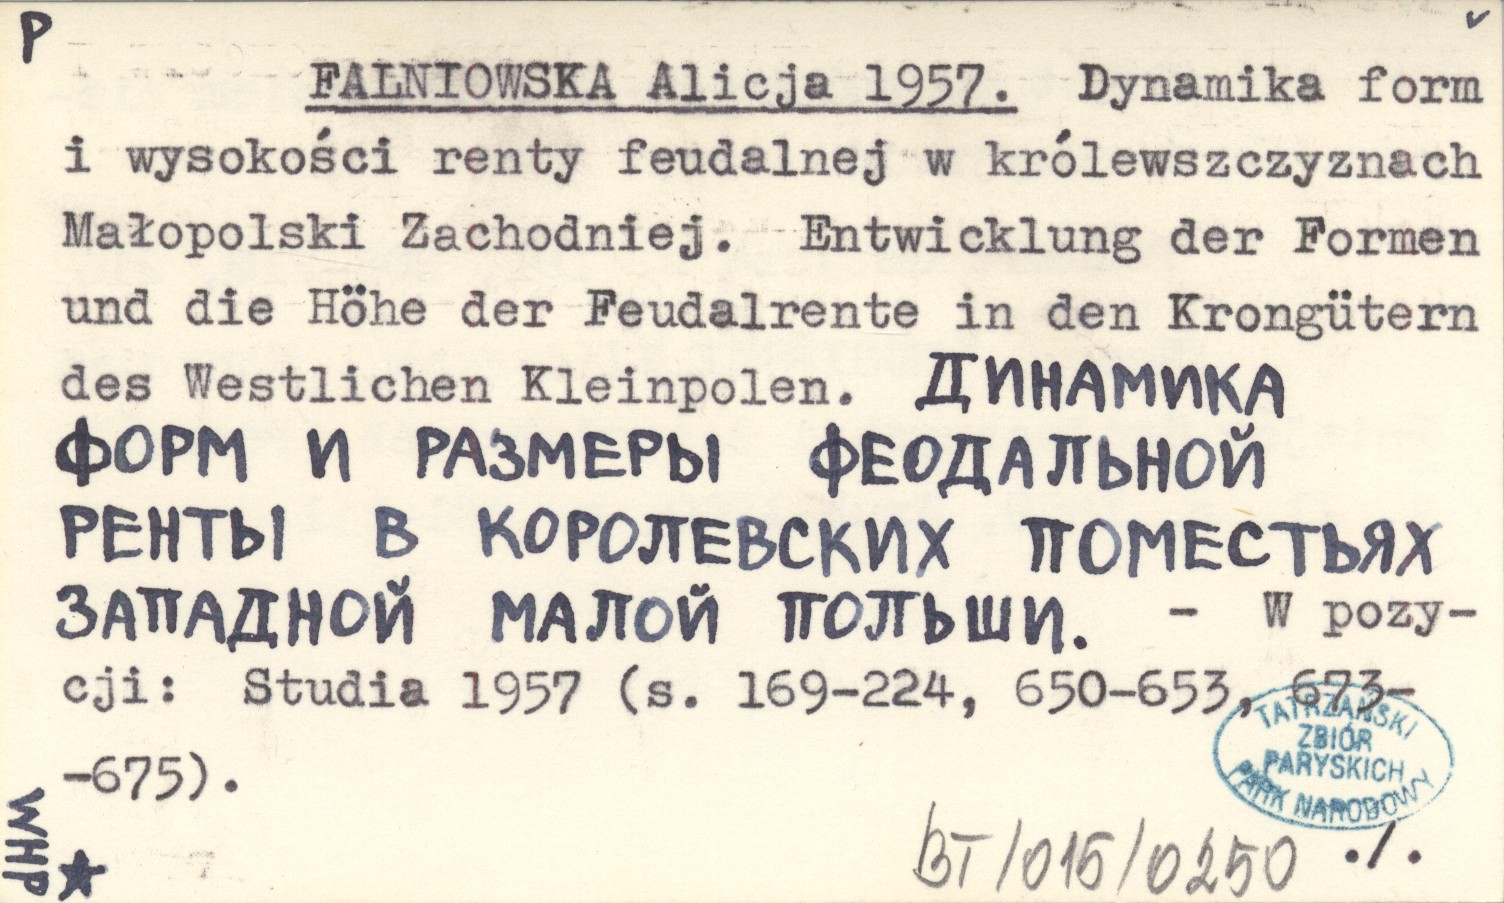 P
✓
FALNIOWSKA Alicja 1957. Dynamika form
i wysokości renty feudalnej w królewszczyznach
Małopolski Zachodniej. Entwicklung der Formen
und die Höhe der Feudalrente in den Krongütern
des Westlichen Kleinpolen. ДИНАМИКА
ФОРМ И РАЗМЕРЫ ФЕОДАЛЬНОЙ
РЕНТЫ В КОРОЛЕВСКИХ ПОМЕСТЬЯХ
ЗАПАДНОЙ МАЛОЙ ПОЛЬШИ. - W pozy-
cji: Studia 1957 (s. 169-224, 650-653, 673-
-675).
TATRZAŃSKI
ZBIÓR
PARYSKICH
PARK NARODOWY
WHP
★
BT/015/0250 ./.